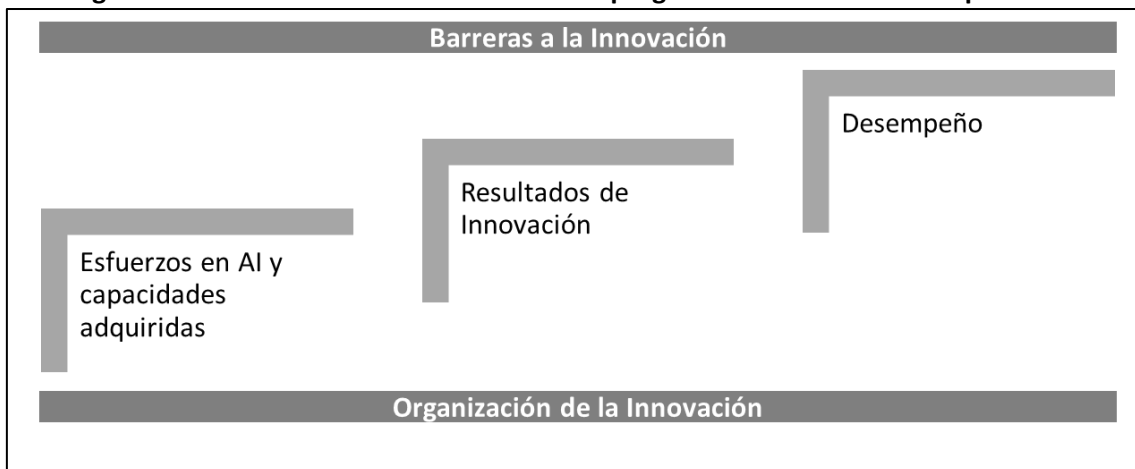 Barreras a la Innovación
Desempeño
Resultados de
Innovación
Esfuerzos en AI y
capacidades
adquiridas
Organización de la Innovación